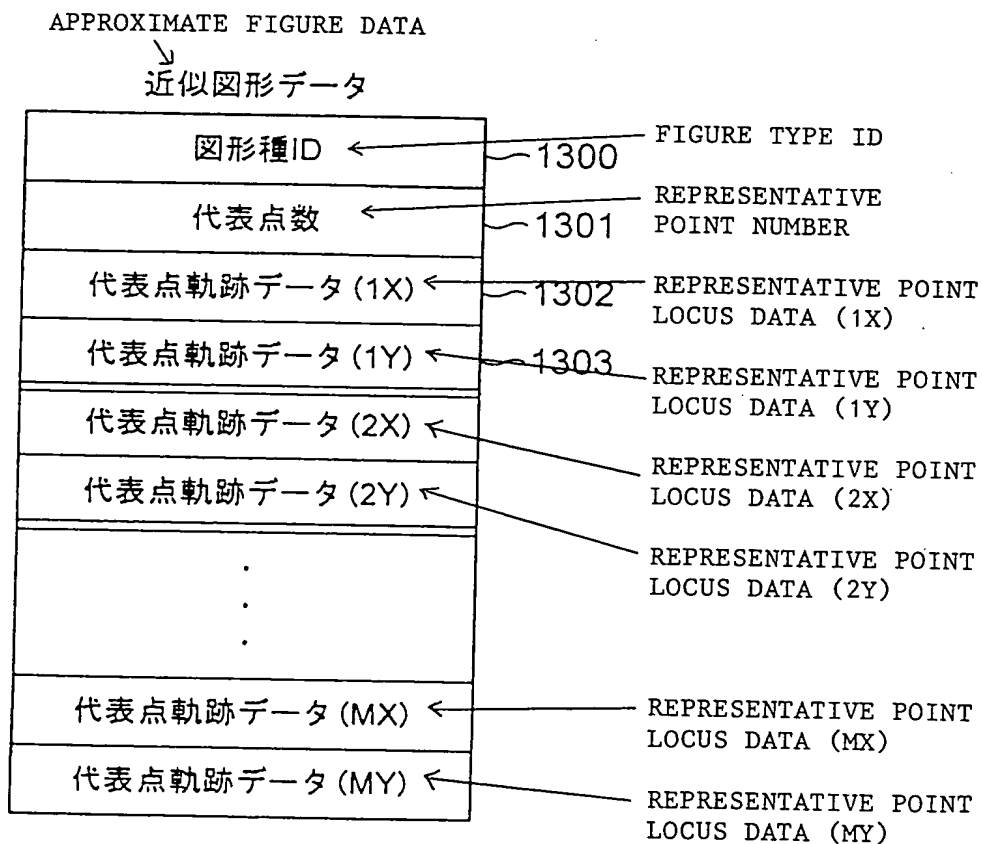 APPROXIMATE FIGURE DATA
近似図形データ
図形種ID
1300
FIGURE TYPE ID
代表点数
1301
REPRESENTATIVE
POINT NUMBER
代表点軌跡データ(1X)
1302
REPRESENTATIVE POINT
LOCUS DATA (1X)
代表点軌跡データ(1Y)
1303
REPRESENTATIVE POINT
LOCUS DATA (1Y)
代表点軌跡データ(2X)
REPRESENTATIVE POINT
LOCUS DATA (2X)
代表点軌跡データ(2Y)
REPRESENTATIVE POINT
LOCUS DATA (2Y)
代表点軌跡データ(MX)
REPRESENTATIVE POINT
LOCUS DATA (MX)
代表点軌跡データ(MY)
REPRESENTATIVE POINT
LOCUS DATA (MY)